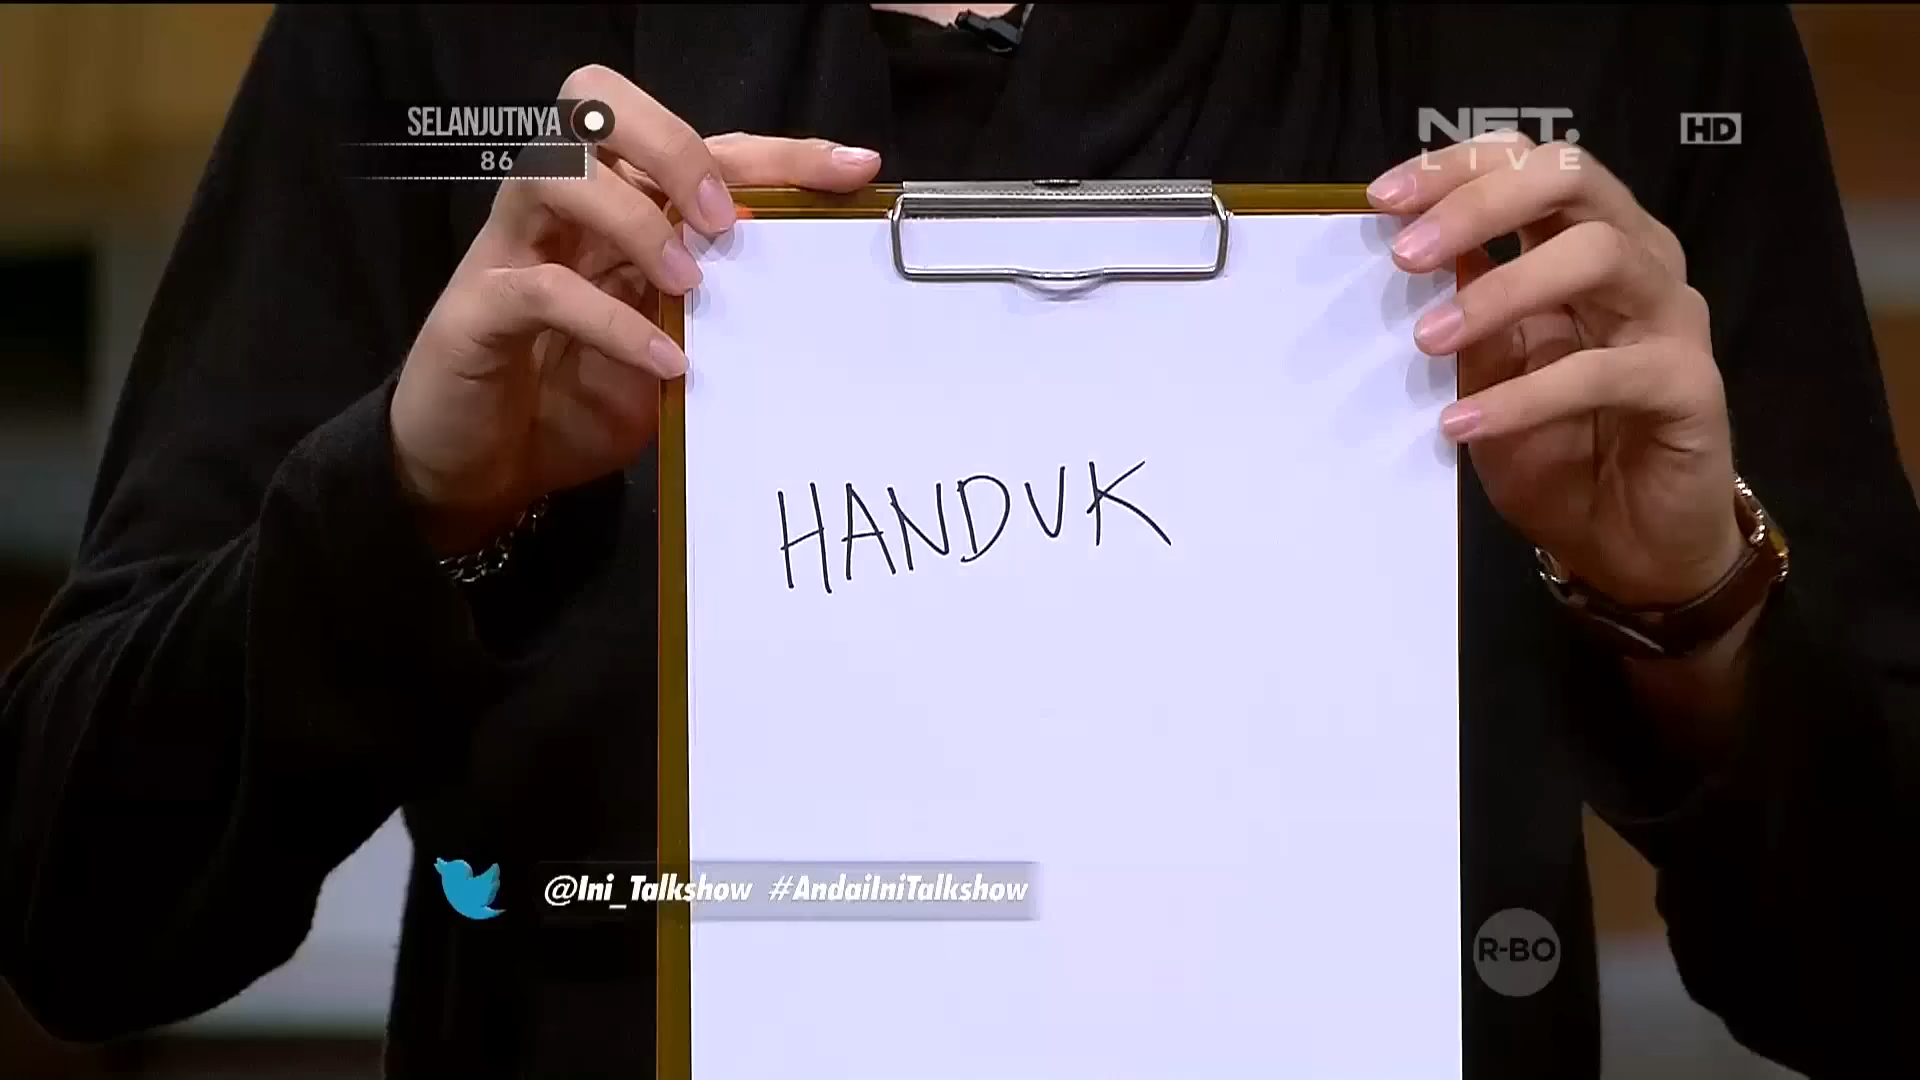 SELANJUTNYA
86
NET.
LIVE
HD
HANDUK
@Ini_Talkshow #AndaiIniTalkshow
R-BO